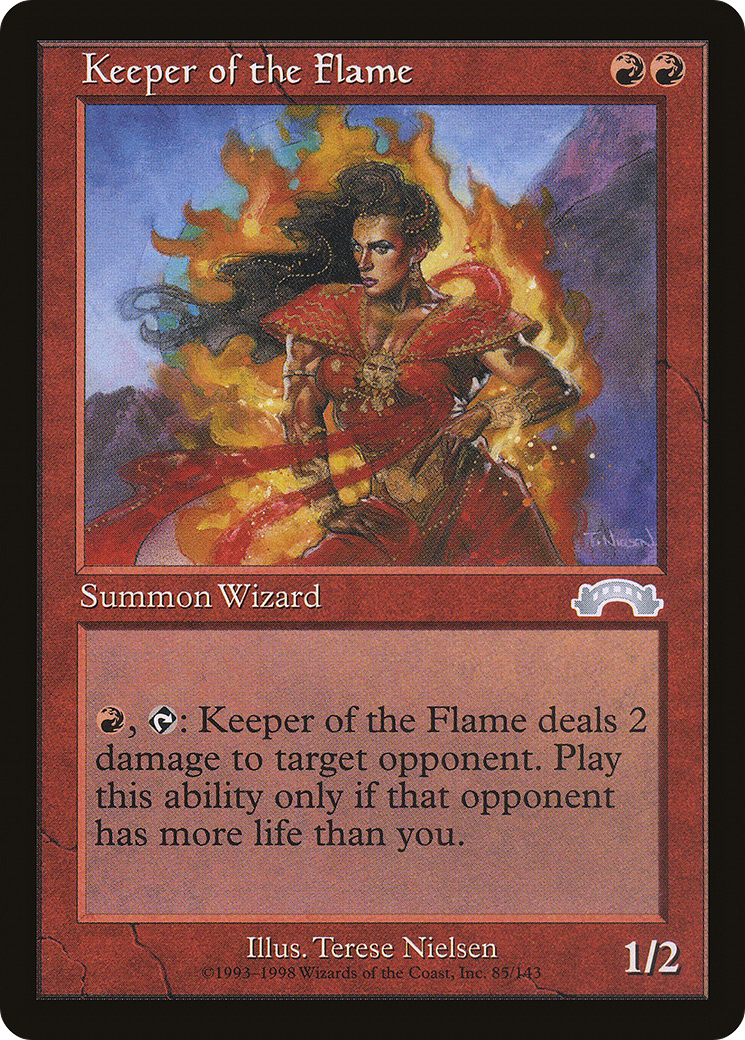 Keeper of the Flame
T. NIELSEN
Summon Wizard
: Keeper of the Flame deals 2
damage to target opponent. Play
this ability only if that opponent
has more life than you.
Illus. Terese Nielsen
©1993–1998 Wizards of the Coast, Inc. 85/143
1/2